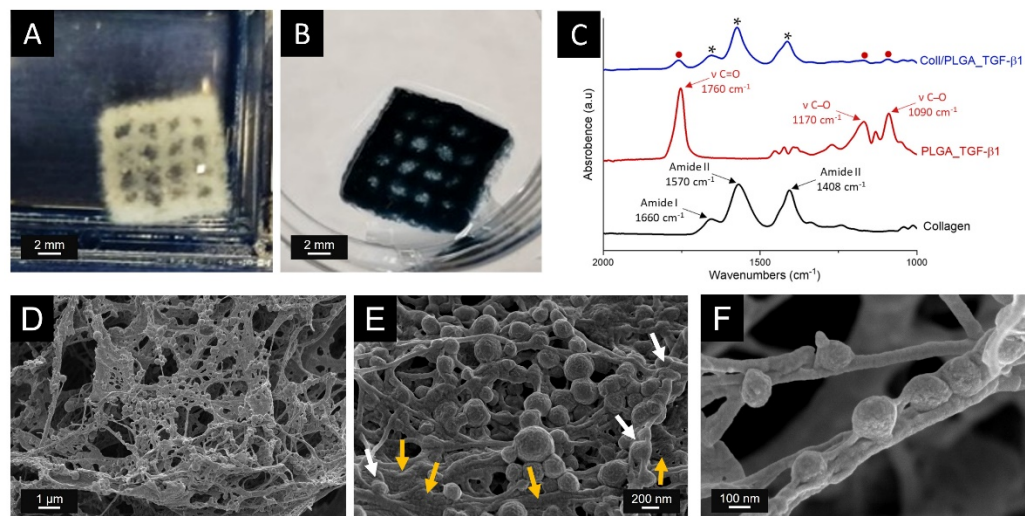 A
B
C
2 mm
2 mm
Absrobence (a.u)
* * *
Coll/PLGA_TGF-β1
ν C=O
1760 cm-1
ν C–O
1170 cm-1
ν C–O
1090 cm-1
PLGA_TGF-β1
Amide I
1660 cm-1
Amide II
1570 cm-1
Amide II
1408 cm-1
Collagen
2000
1500
1000
Wavenumbers (cm-1)
D
E
F
1 µm
200 nm
100 nm